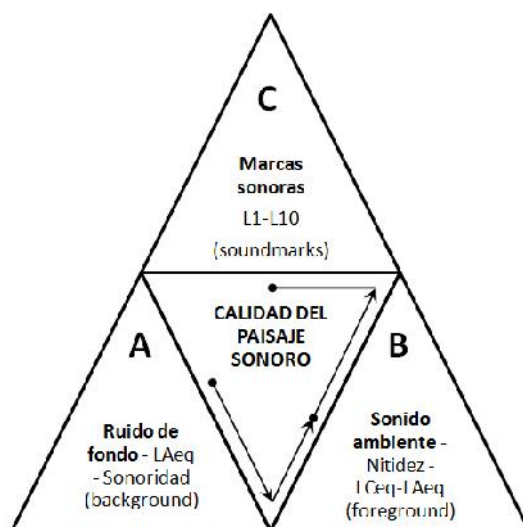 C
Marcas
sonoras
L1-L10
(soundmarks)
CALIDAD DEL
PAISAJE
SONORO
A
Ruido de
fondo - LAeq
- Sonoridad
(background)
B
Sonido
ambiente -
Nitidez -
LCeq-LAeq
(foreground)